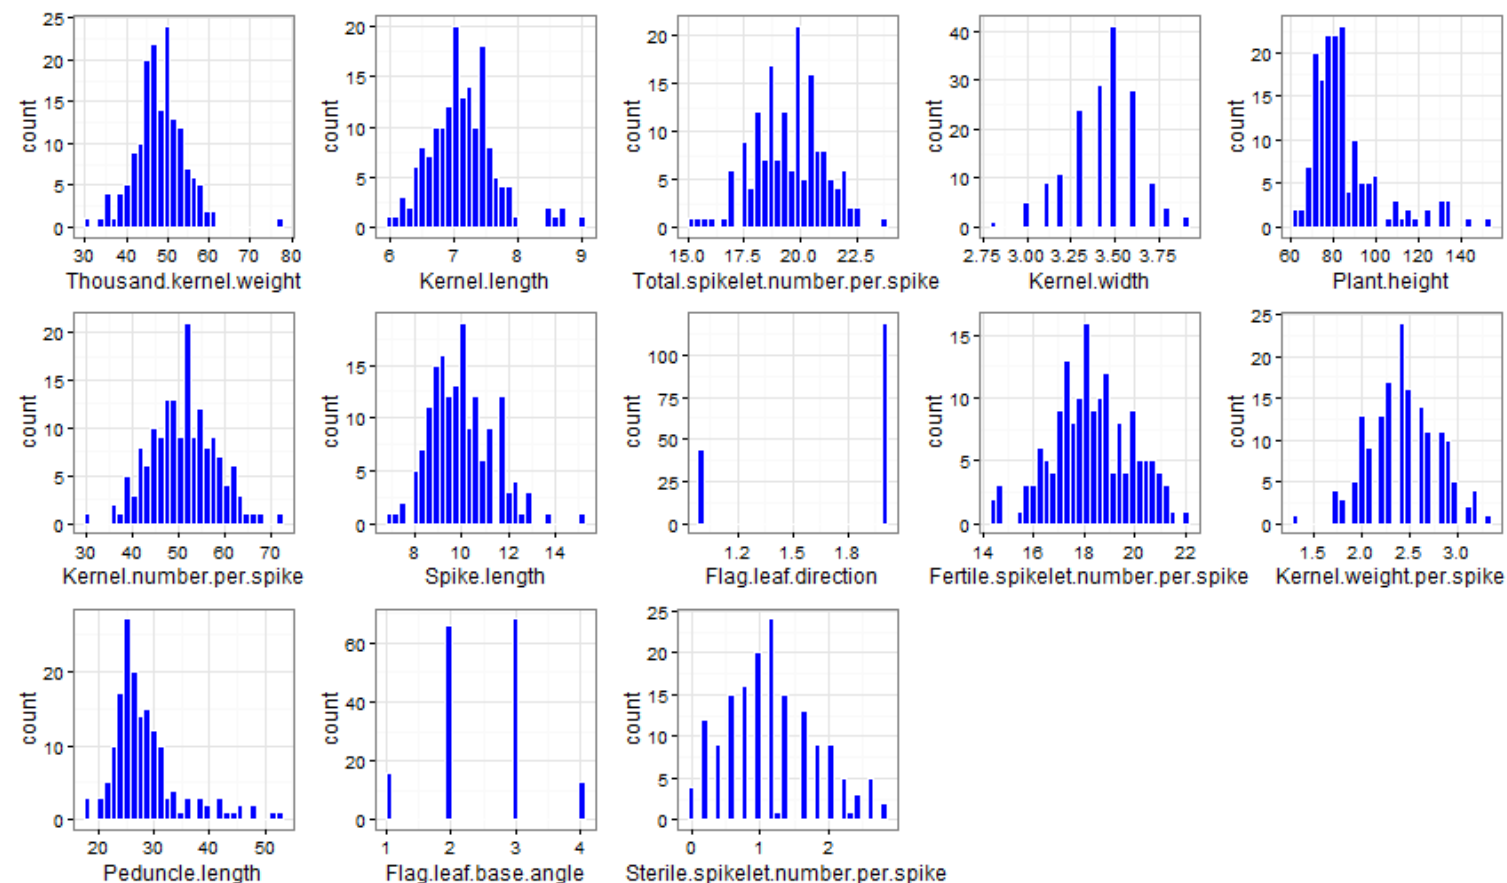 25
20
15
10
5
0
count
30 40 50 60 70 80
Thousand.kernel.weight
20
15
10
5
0
count
6 7 8 9
Kernel.length
20
15
10
5
0
count
15.0 17.5 20.0 22.5
Total.spikelet.number.per.spike
40
30
20
10
0
count
2.75 3.00 3.25 3.50 3.75
Kernel.width
20
15
10
5
0
count
60 80 100 120 140
Plant.height
20
15
10
5
0
count
30 40 50 60 70
Kernel.number.per.spike
15
10
5
0
count
8 10 12 14
Spike.length
100
75
50
25
0
count
1.2 1.5 1.8
Flag.leaf.direction
15
10
5
0
count
14 16 18 20 22
Fertile.spikelet.number.per.spike
25
20
15
10
5
0
count
1.5 2.0 2.5 3.0
Kernel.weight.per.spike
20
10
0
count
20 30 40 50
Peduncle.length
60
40
20
0
count
1 2 3 4
Flag.leaf.base.angle
25
20
15
10
5
0
count
0 1 2
Sterile.spikelet.number.per.spike